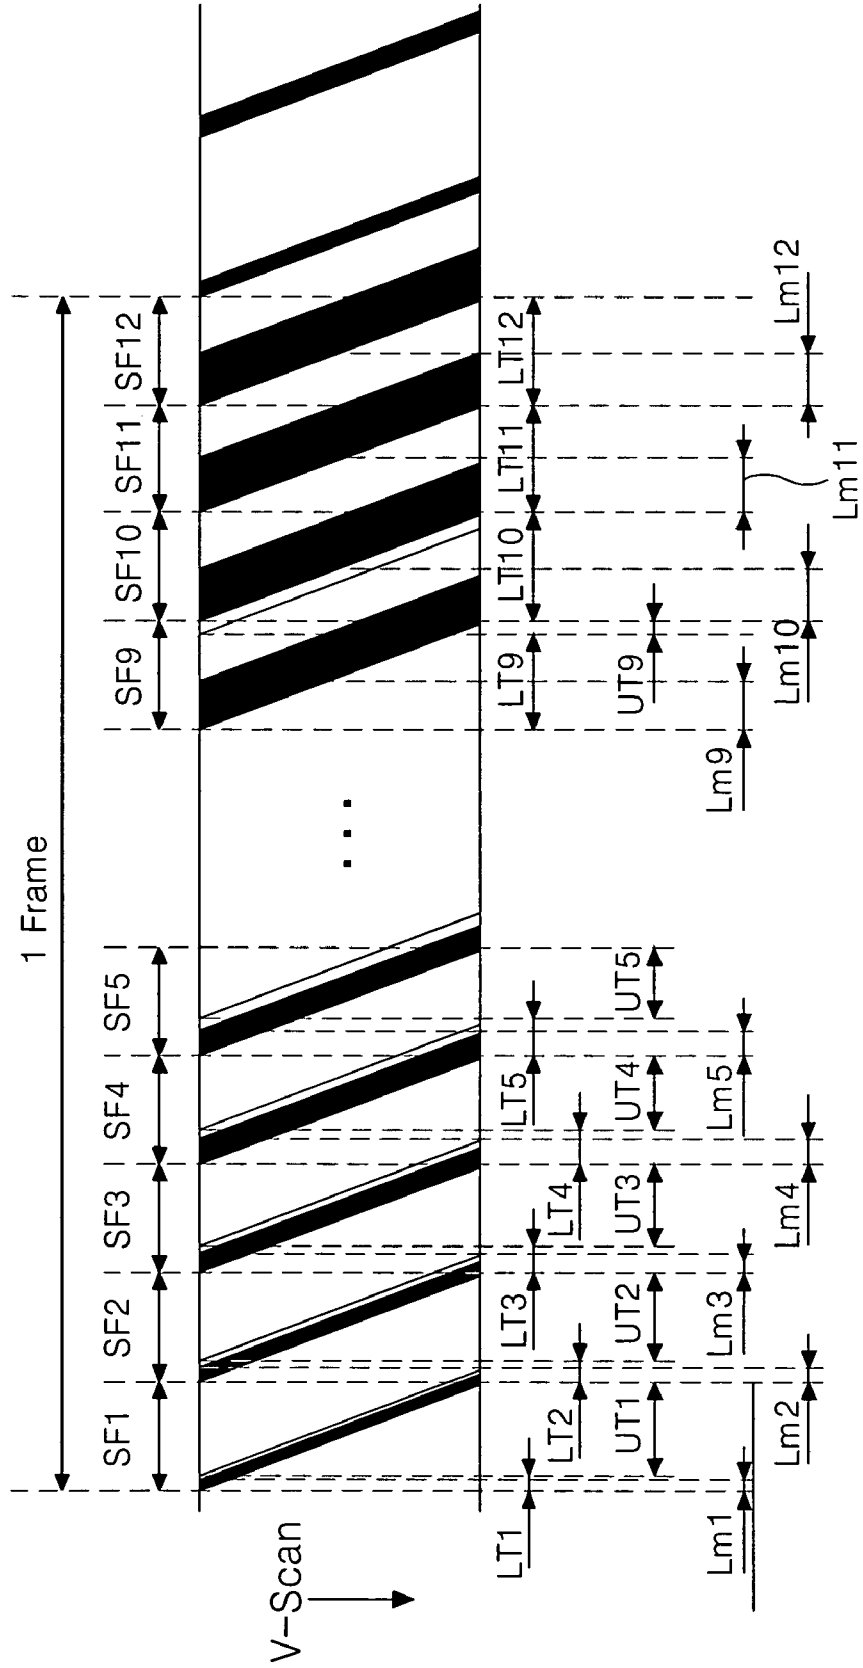 1 Frame
SF1 SF2 SF3 SF4 SF5 SF9 SF10 SF11 SF12
V-Scan
LT1 LT3 LT5 LT9 LT10 LT11 LT12
LT2 LT4
UT1 UT2 UT3 UT4 UT5 UT9
Lm1 Lm3 Lm5 Lm9
Lm2 Lm4 Lm10 Lm12
Lm11